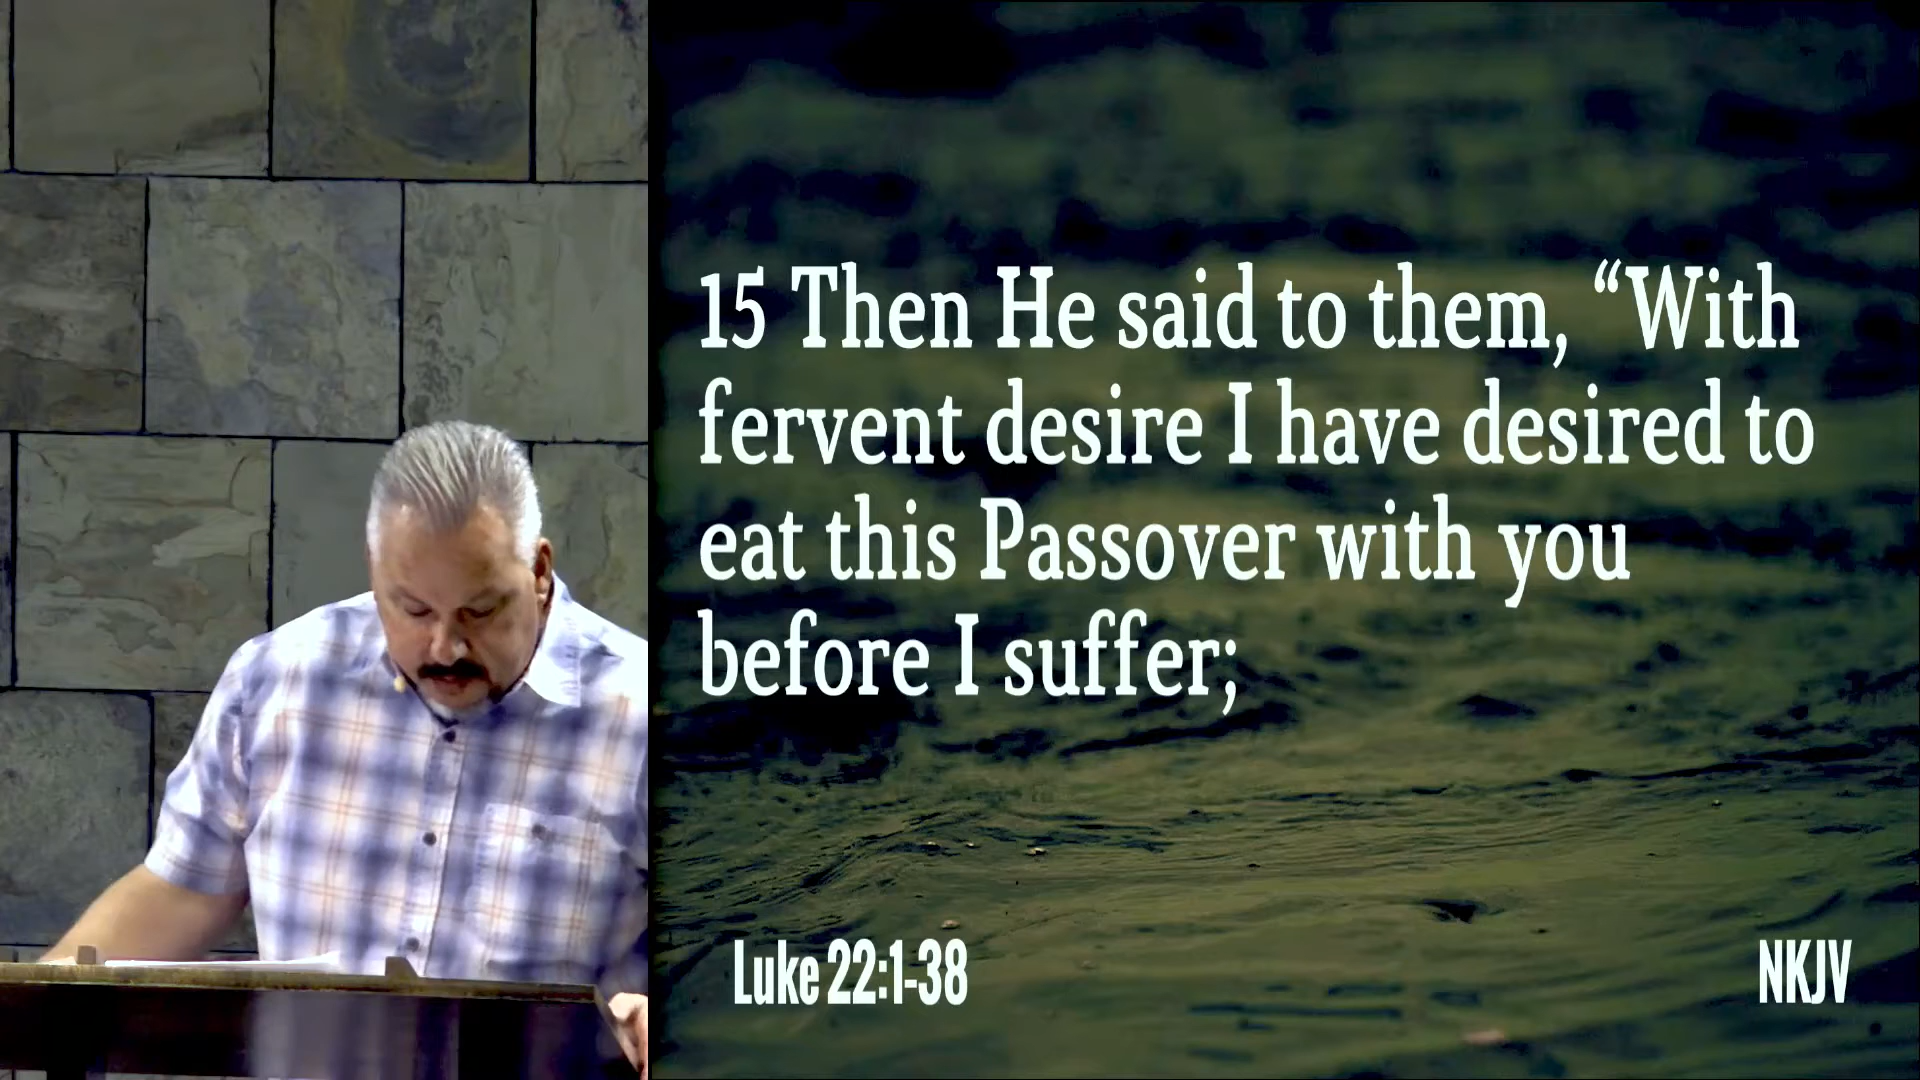 15 Then He said to them, “With
fervent desire I have desired to
eat this Passover with you
before I suffer;
Luke 22:1-38
NKJV